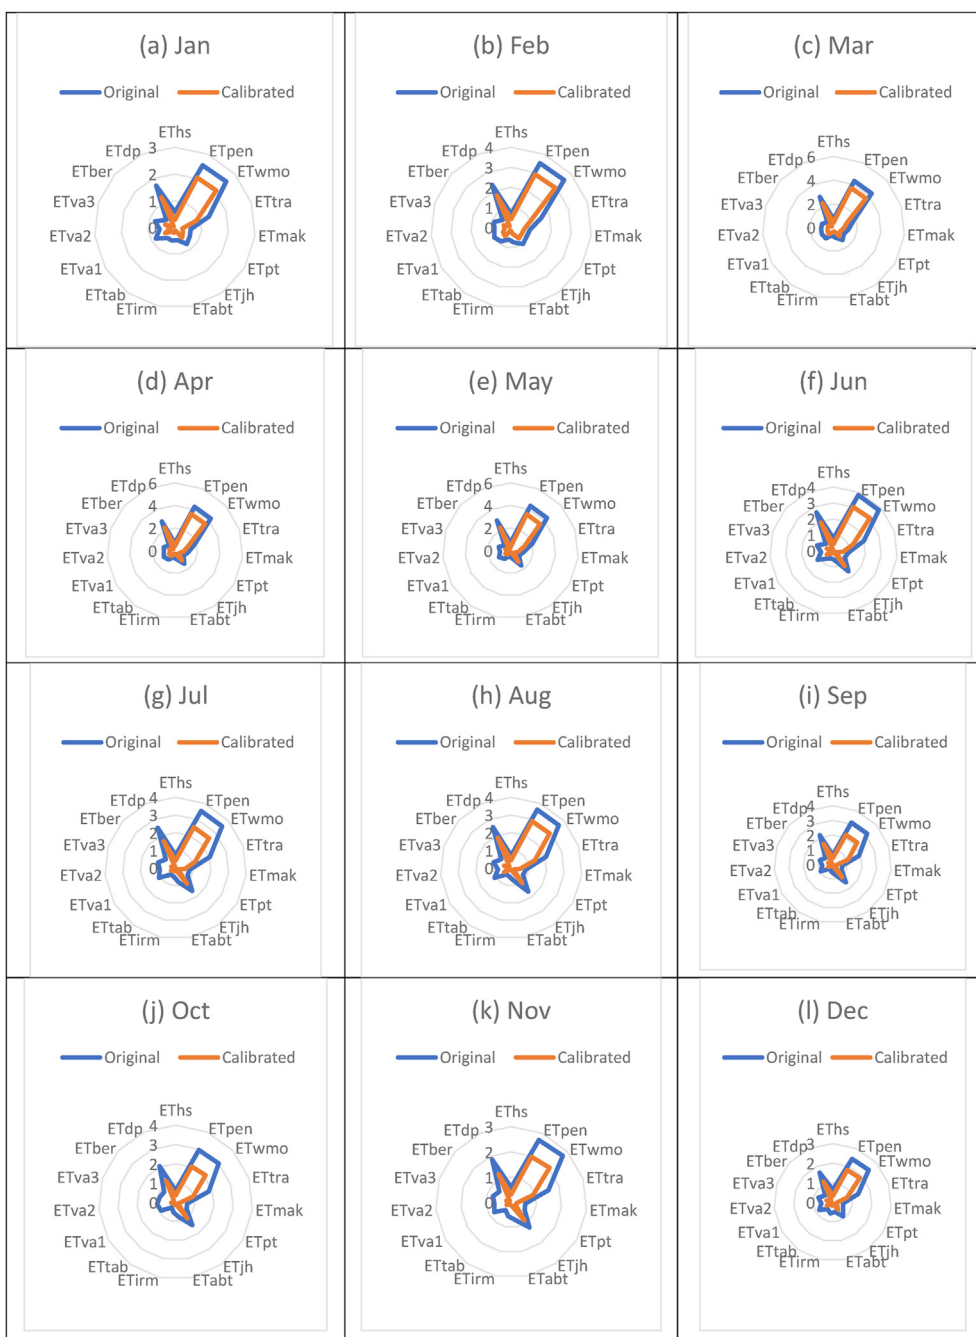 (a) Jan
Original Calibrated
EThs
ETdp 3 ETpen
ETber 2 ETwmo
ETva3 1 ETtra
ETva2 0 ETmak
ETva1 ETpt
ETtab ETjh
ETirm ETabt
(b) Feb
Original Calibrated
EThs
ETdp 4 ETpen
ETber 3 ETwmo
2
ETva3 1 ETtra
ETva2 0 ETmak
ETva1 ETpt
ETtab ETjh
ETirm ETabt
(c) Mar
Original Calibrated
EThs
ETdp 6 ETpen
ETber 4 ETwmo
ETva3 2 ETtra
ETva2 0 ETmak
ETva1 ETpt
ETtab ETjh
ETirm ETabt
(d) Apr
Original Calibrated
EThs
ETdp 6 ETpen
ETber 4 ETwmo
ETva3 2 ETtra
ETva2 0 ETmak
ETva1 ETpt
ETtab ETjh
ETirm ETabt
(e) May
Original Calibrated
EThs
ETdp 6 ETpen
ETber 4 ETwmo
ETva3 2 ETtra
ETva2 0 ETmak
ETva1 ETpt
ETtab ETjh
ETirm ETabt
(f) Jun
Original Calibrated
EThs
ETdp 4 ETpen
ETber 3 ETwmo
2
ETva3 1 ETtra
ETva2 0 ETmak
ETva1 ETpt
ETtab ETjh
ETirm ETabt
(g) Jul
Original Calibrated
EThs
ETdp 4 ETpen
ETber 3 ETwmo
2
ETva3 1 ETtra
ETva2 0 ETmak
ETva1 ETpt
ETtab ETjh
ETirm ETabt
(h) Aug
Original Calibrated
EThs
ETdp 4 ETpen
ETber 3 ETwmo
2
ETva3 1 ETtra
ETva2 0 ETmak
ETva1 ETpt
ETtab ETjh
ETirm ETabt
(i) Sep
Original Calibrated
EThs
ETdp 4 ETpen
ETber 3 ETwmo
2
ETva3 1 ETtra
ETva2 0 ETmak
ETva1 ETpt
ETtab ETjh
ETirm ETabt
(j) Oct
Original Calibrated
EThs
ETdp 4 ETpen
ETber 3 ETwmo
2
ETva3 1 ETtra
ETva2 0 ETmak
ETva1 ETpt
ETtab ETjh
ETirm ETabt
(k) Nov
Original Calibrated
EThs
ETdp 3 ETpen
ETber 2 ETwmo
ETva3 1 ETtra
ETva2 0 ETmak
ETva1 ETpt
ETtab ETjh
ETirm ETabt
(l) Dec
Original Calibrated
EThs
ETdp 3 ETpen
ETber 2 ETwmo
ETva3 1 ETtra
ETva2 0 ETmak
ETva1 ETpt
ETtab ETjh
ETirm ETabt